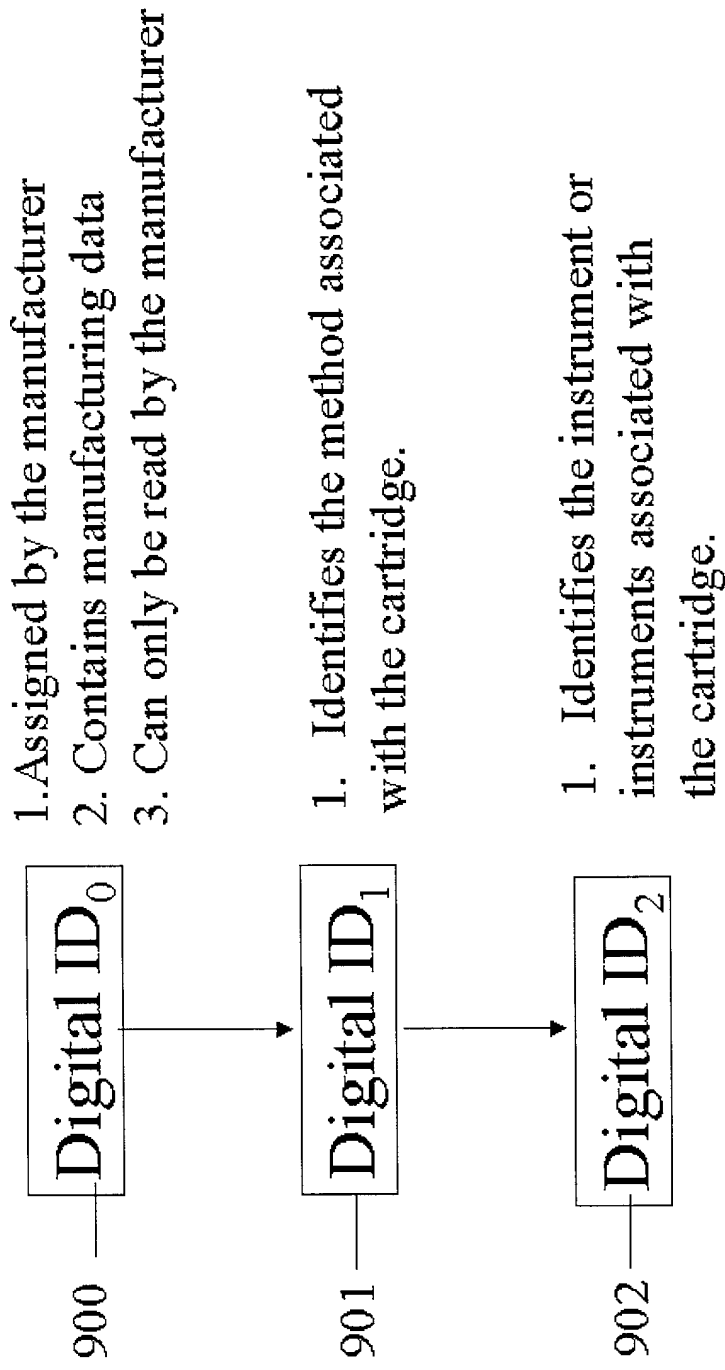 900
Digital ID₀
1.Assigned by the manufacturer
2. Contains manufacturing data
3. Can only be read by the manufacturer
901
Digital ID₁
1. Identifies the method associated
with the cartridge.
902
Digital ID₂
1. Identifies the instrument or
instruments associated with
the cartridge.